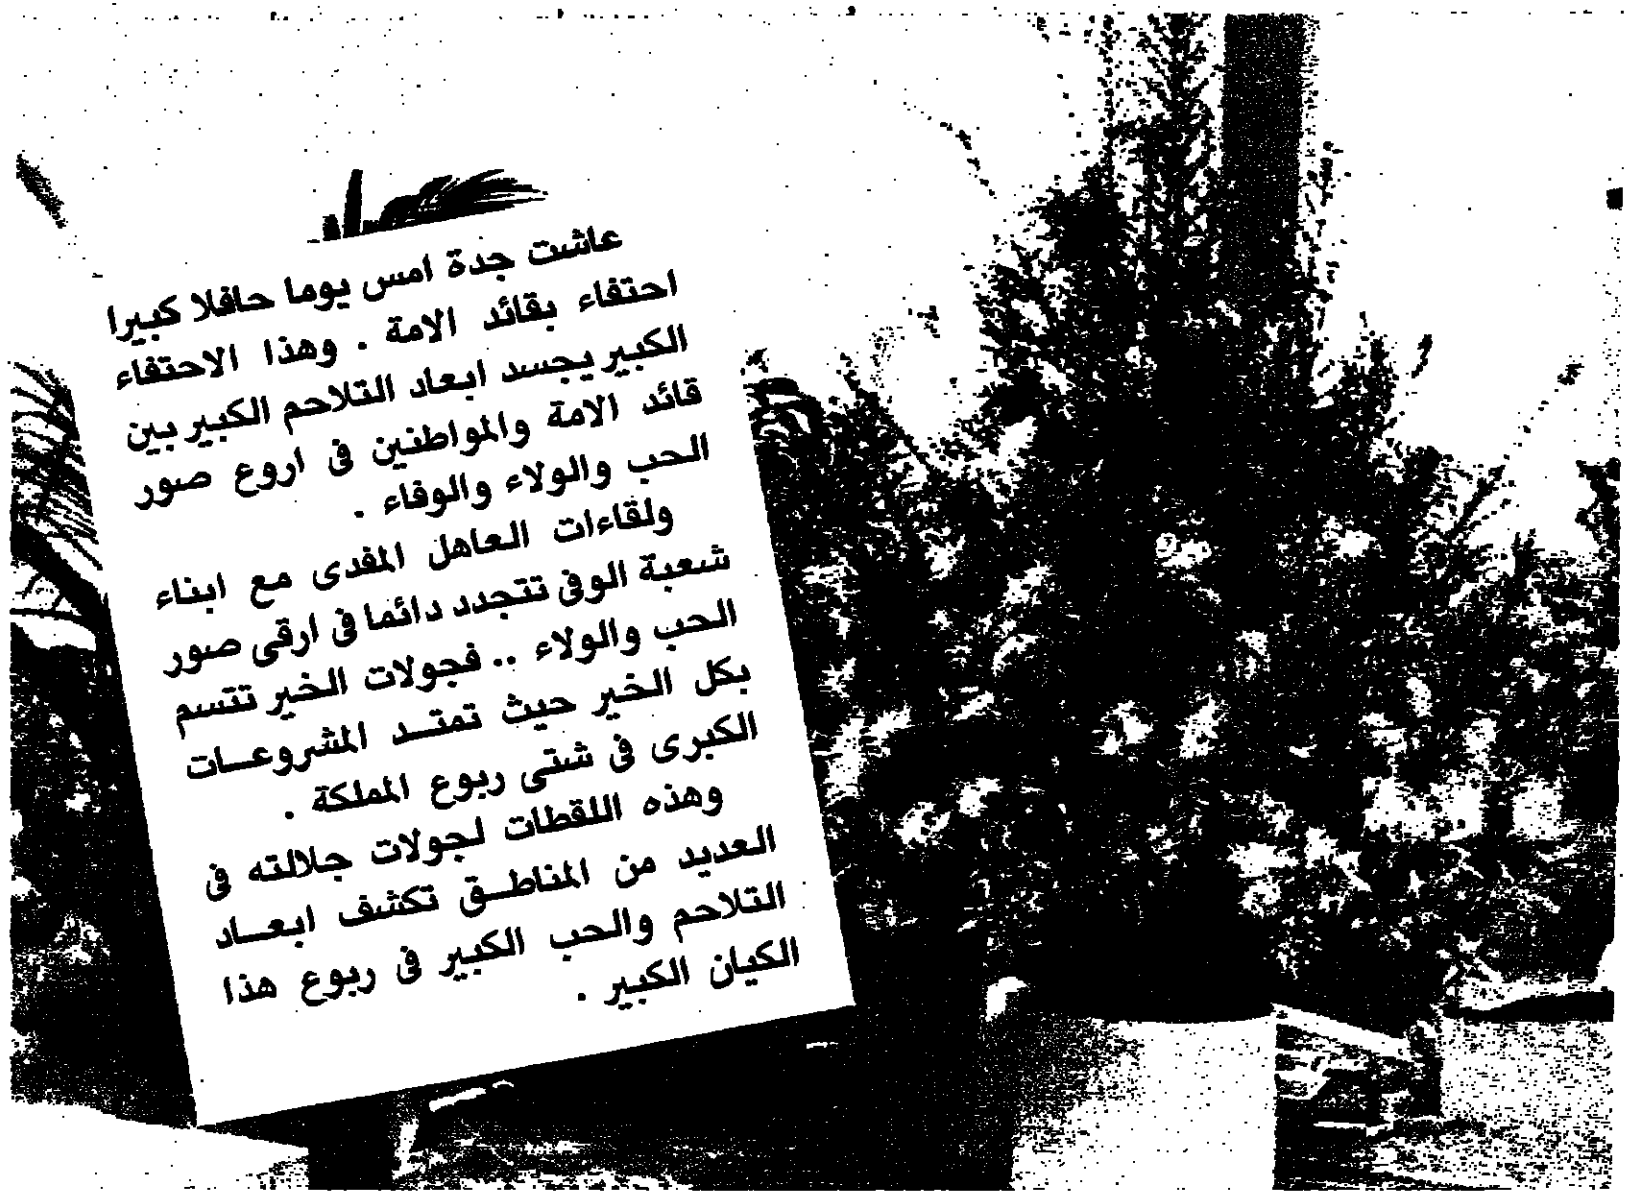 عاشت جدة امس يوما حافلا كبيرا
احتفاء بقائد الامة . وهذا الاحتفاء
الكبير يجسد ابعاد التلاحم الكبير بين
قائد الامة والمواطنين فى اروع صور
الحب والولاء والوفاء .
ولقاءات العاهل المفدى مع ابناء
شعبة الوفى تتجدد دائما فى ارقى صور
الحب والولاء .. فجولات الخير تتسم
بكل الخير حيث تمتد المشروعات
الكبرى فى شتى ربوع المملكة .
وهذه اللقطات لجولات جلالته فى
العديد من المناطق تكشف ابعاد
التلاحم والحب الكبير فى ربوع هذا
الكيان الكبير .